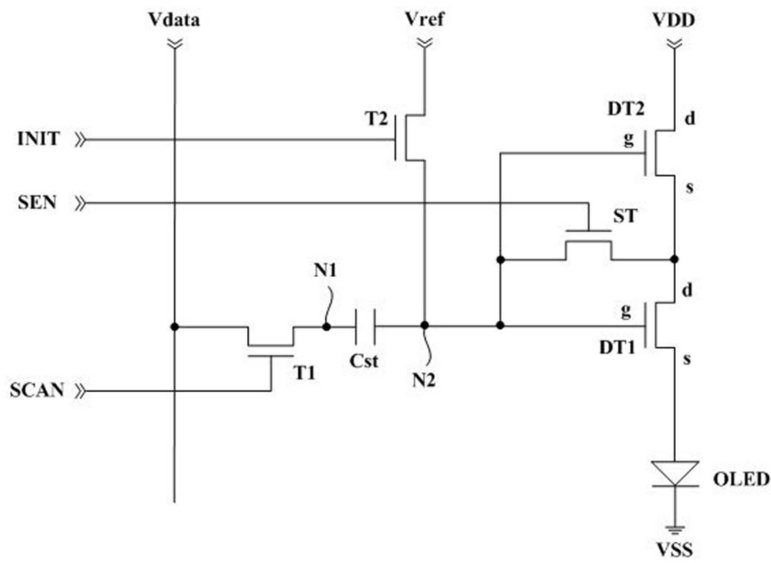 Vdata
Vref
VDD
DT2
d
T2
g
INIT
s
SEN
ST
N1
d
g
DT1
Cst
T1
s
N2
SCAN
OLED
VSS